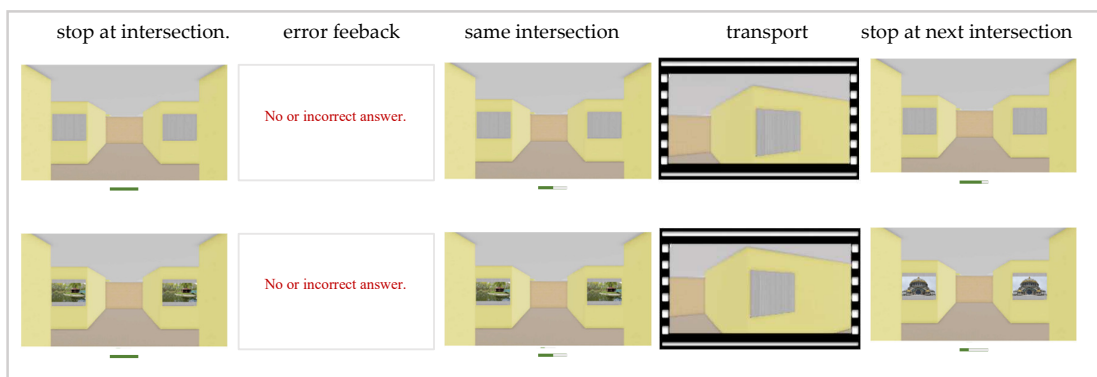 stop at intersection. error feeback same intersection transport stop at next intersection
No or incorrect answer.
No or incorrect answer.